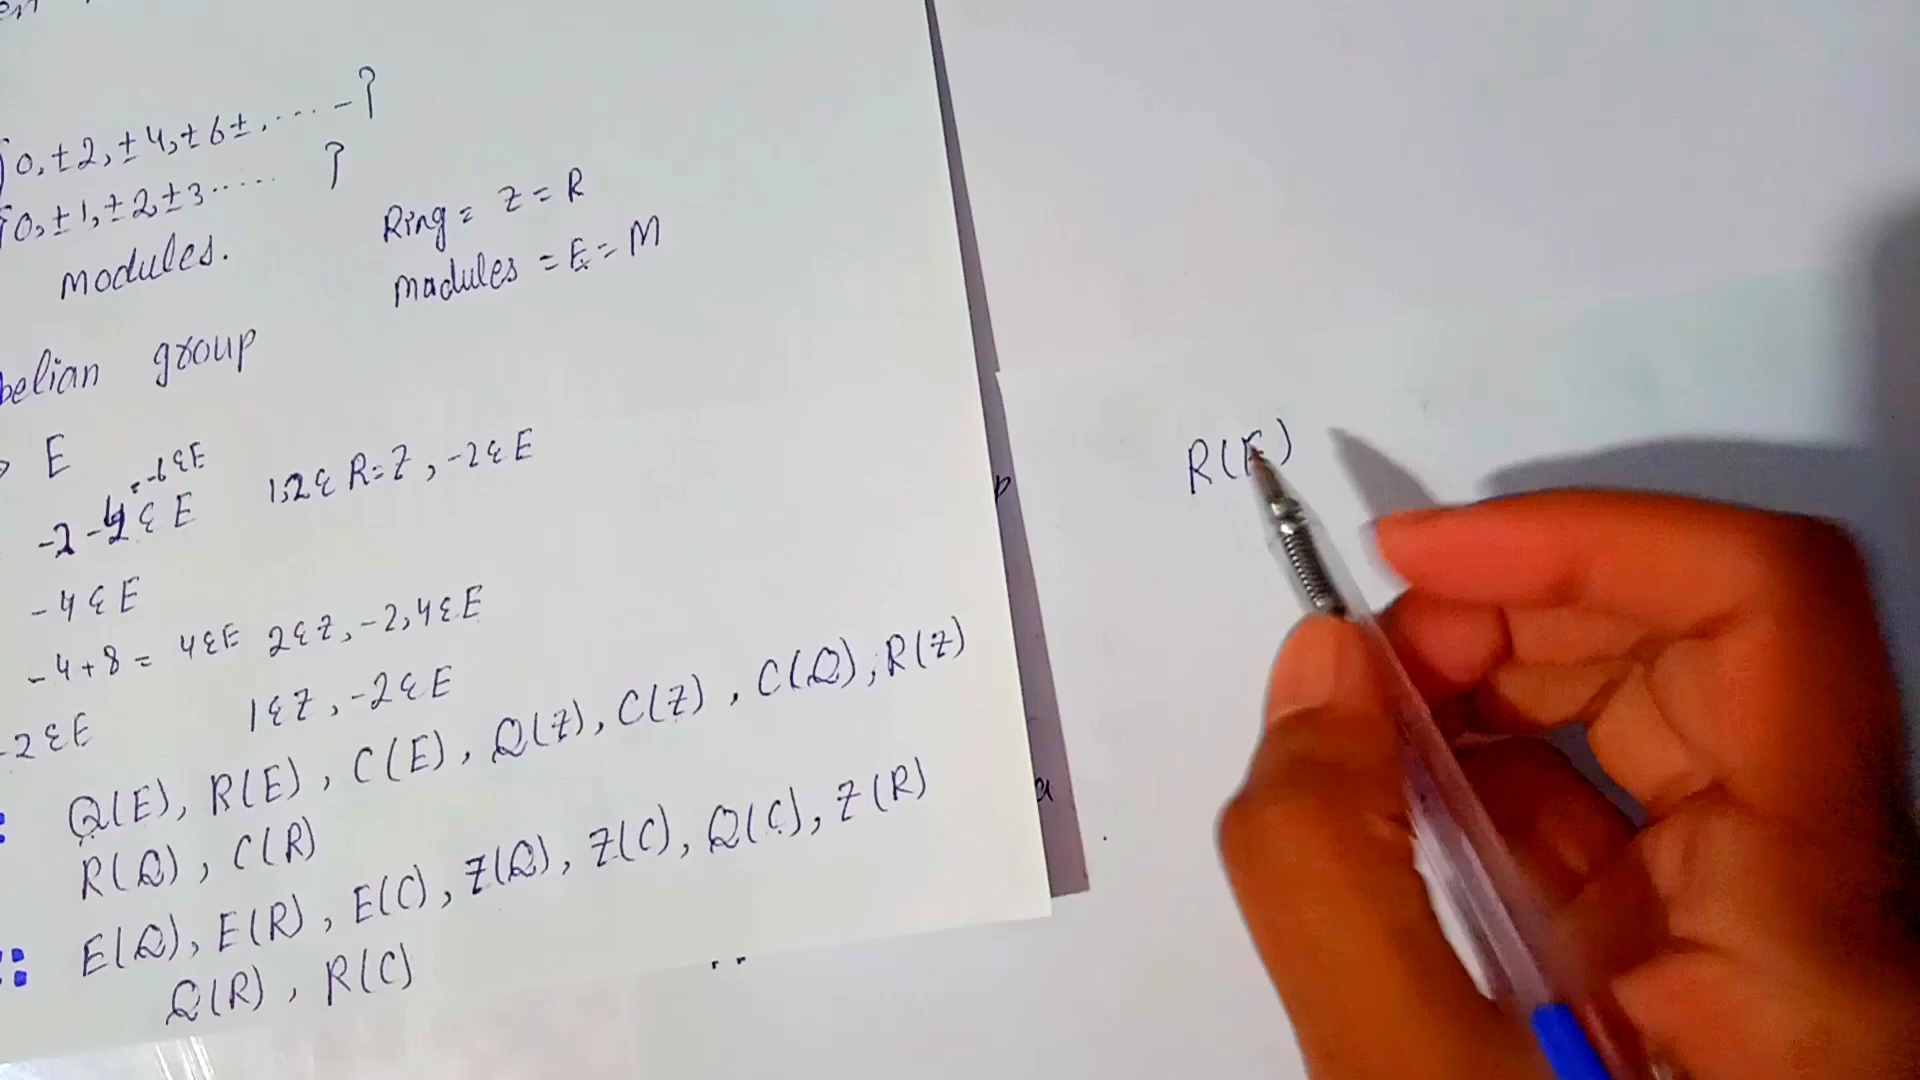 {0, ±2, ±4, ±6±, ..... -}
{0, ±1, ±2, ±3..... }
modules.
Ring = Z = R
madules = E = M
belian group
E
-2-4 ε E = -6 ε E 1,2 ε R = Z, -2 ε E
-4 ε E
-4+8 = 4 ε E 2 ε Z, -2, 4 ε E
-2 ε E 1 ε Z, -2 ε E
: Q(E), R(E), C(E), Q(Z), C(Z), C(Q), R(Z)
R(Q), C(R)
:: E(Q), E(R), E(C), Z(Q), Z(C), Q(C), Z(R)
Q(R), R(C)
R(